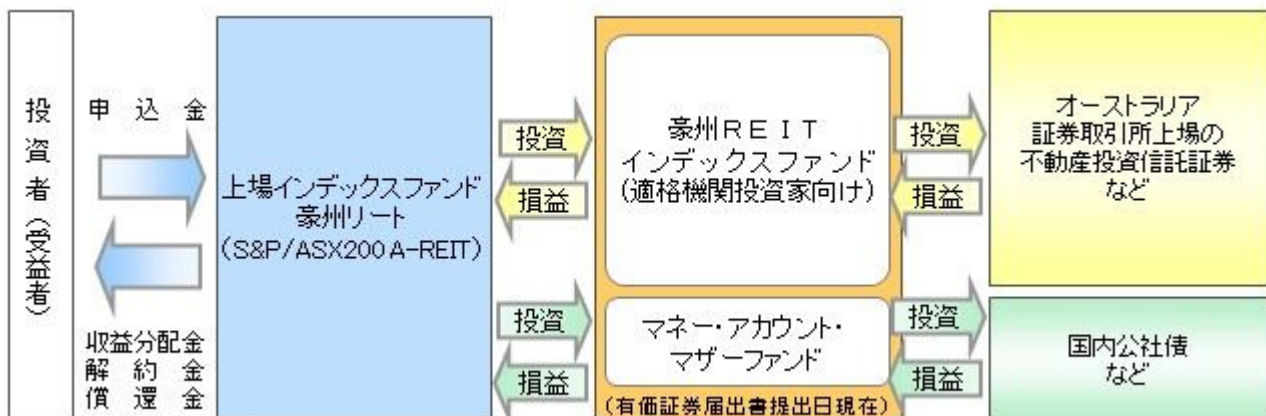 投資者(受益者)
申込金
収益分配金
解約金
償還金
上場インデックスファンド
豪州リート
(S&P/ASX200 A-REIT)
投資
損益
投資
損益
豪州REIT
インデックスファンド
(適格機関投資家向け)
マネー・アカウント・
マザーファンド
(有価証券届出書提出日現在)
投資
損益
投資
損益
オーストラリア
証券取引所上場の
不動産投資信託証券
など
国内公社債
など